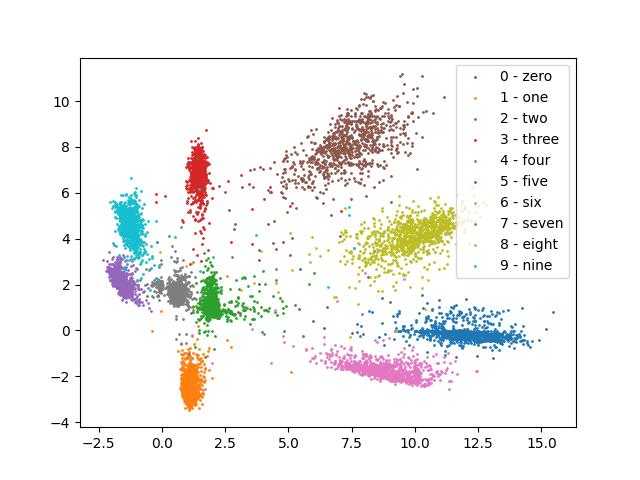 10
8
6
4
2
0
−2
−4
−2.5 0.0 2.5 5.0 7.5 10.0 12.5 15.0
0 - zero
1 - one
2 - two
3 - three
4 - four
5 - five
6 - six
7 - seven
8 - eight
9 - nine